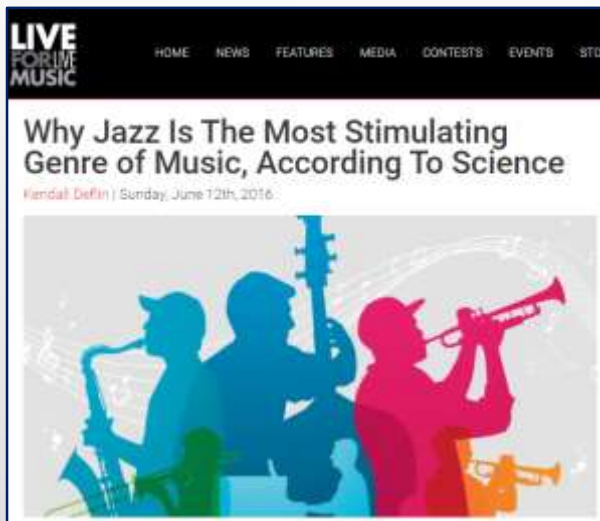 LIVE
FOR LIVE
MUSIC
HOME NEWS FEATURES MEDIA CONTESTS EVENTS STO
Why Jazz Is The Most Stimulating
Genre of Music, According To Science
Kendall Deflin | Sunday, June 12th, 2016